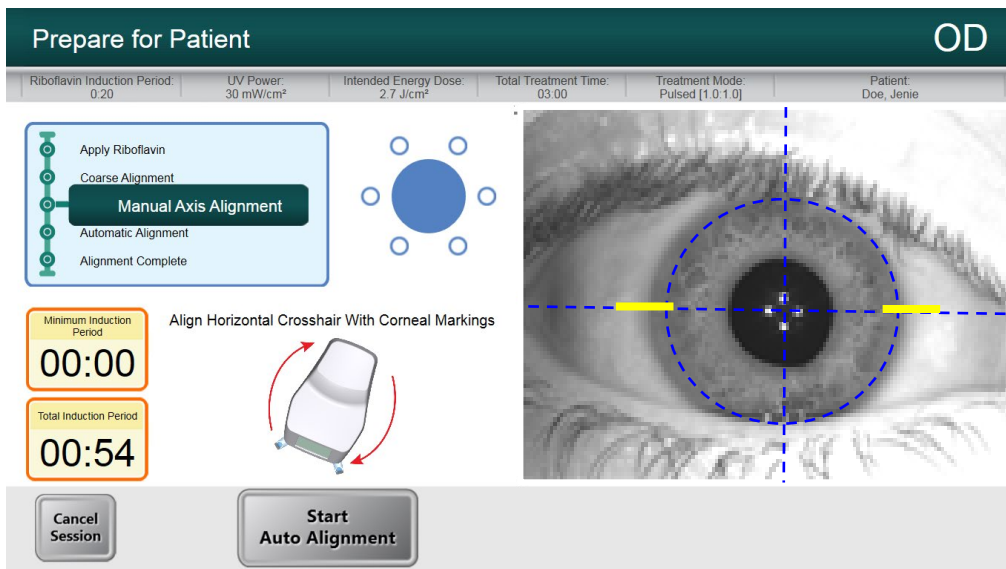 Prepare for Patient
OD
Riboflavin Induction Period:
0:20
UV Power:
30 mW/cm²
Intended Energy Dose:
2.7 J/cm²
Total Treatment Time:
03:00
Treatment Mode:
Pulsed [1.0:1.0]
Patient:
Doe, Jenie
Apply Riboflavin
Coarse Alignment
Manual Axis Alignment
Automatic Alignment
Alignment Complete
Minimum Induction
Period
00:00
Total Induction Period
00:54
Align Horizontal Crosshair With Corneal Markings
Cancel
Session
Start
Auto Alignment